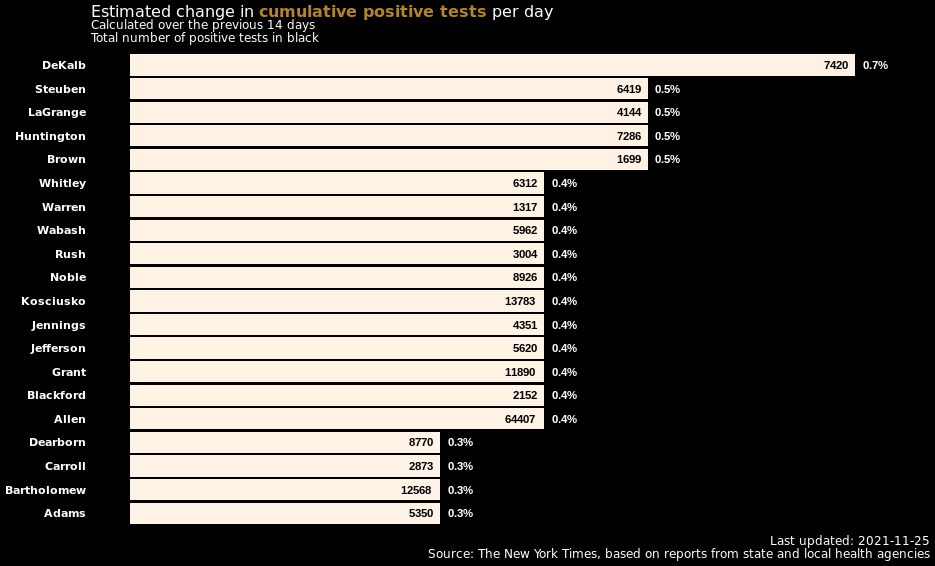 Estimated change in cumulative positive tests per day
Calculated over the previous 14 days
Total number of positive tests in black
DeKalb 7420 0.7%
Steuben 6419 0.5%
LaGrange 4144 0.5%
Huntington 7286 0.5%
Brown 1699 0.5%
Whitley 6312 0.4%
Warren 1317 0.4%
Wabash 5962 0.4%
Rush 3004 0.4%
Noble 8926 0.4%
Kosciusko 13783 0.4%
Jennings 4351 0.4%
Jefferson 5620 0.4%
Grant 11890 0.4%
Blackford 2152 0.4%
Allen 64407 0.4%
Dearborn 8770 0.3%
Carroll 2873 0.3%
Bartholomew 12568 0.3%
Adams 5350 0.3%
Last updated: 2021-11-25
Source: The New York Times, based on reports from state and local health agencies